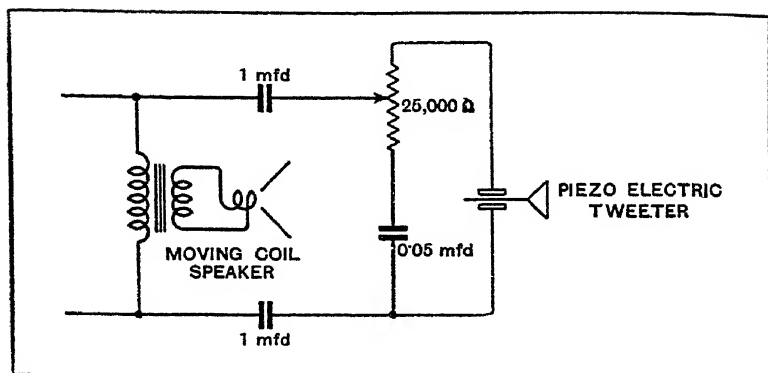 1 mfd
25,000 Ω
PIEZO ELECTRIC
TWEETER
MOVING COIL
SPEAKER
0·05 mfd
1 mfd